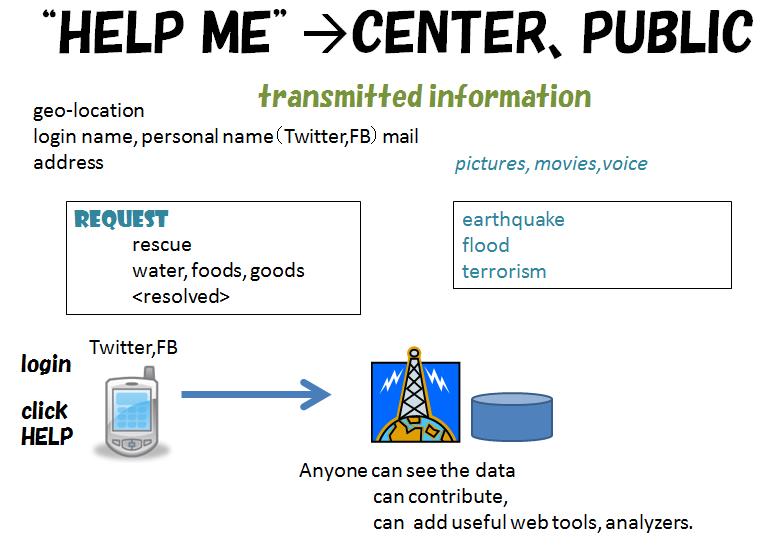 “HELP ME” →CENTER、PUBLIC
transmitted information
geo-location
login name, personal name（Twitter,FB）mail
address
pictures, movies,voice
REQUEST
rescue
water, foods, goods
<resolved>
earthquake
flood
terrorism
Twitter,FB
login
click
HELP
Anyone can see the data
can contribute,
can  add useful web tools, analyzers.